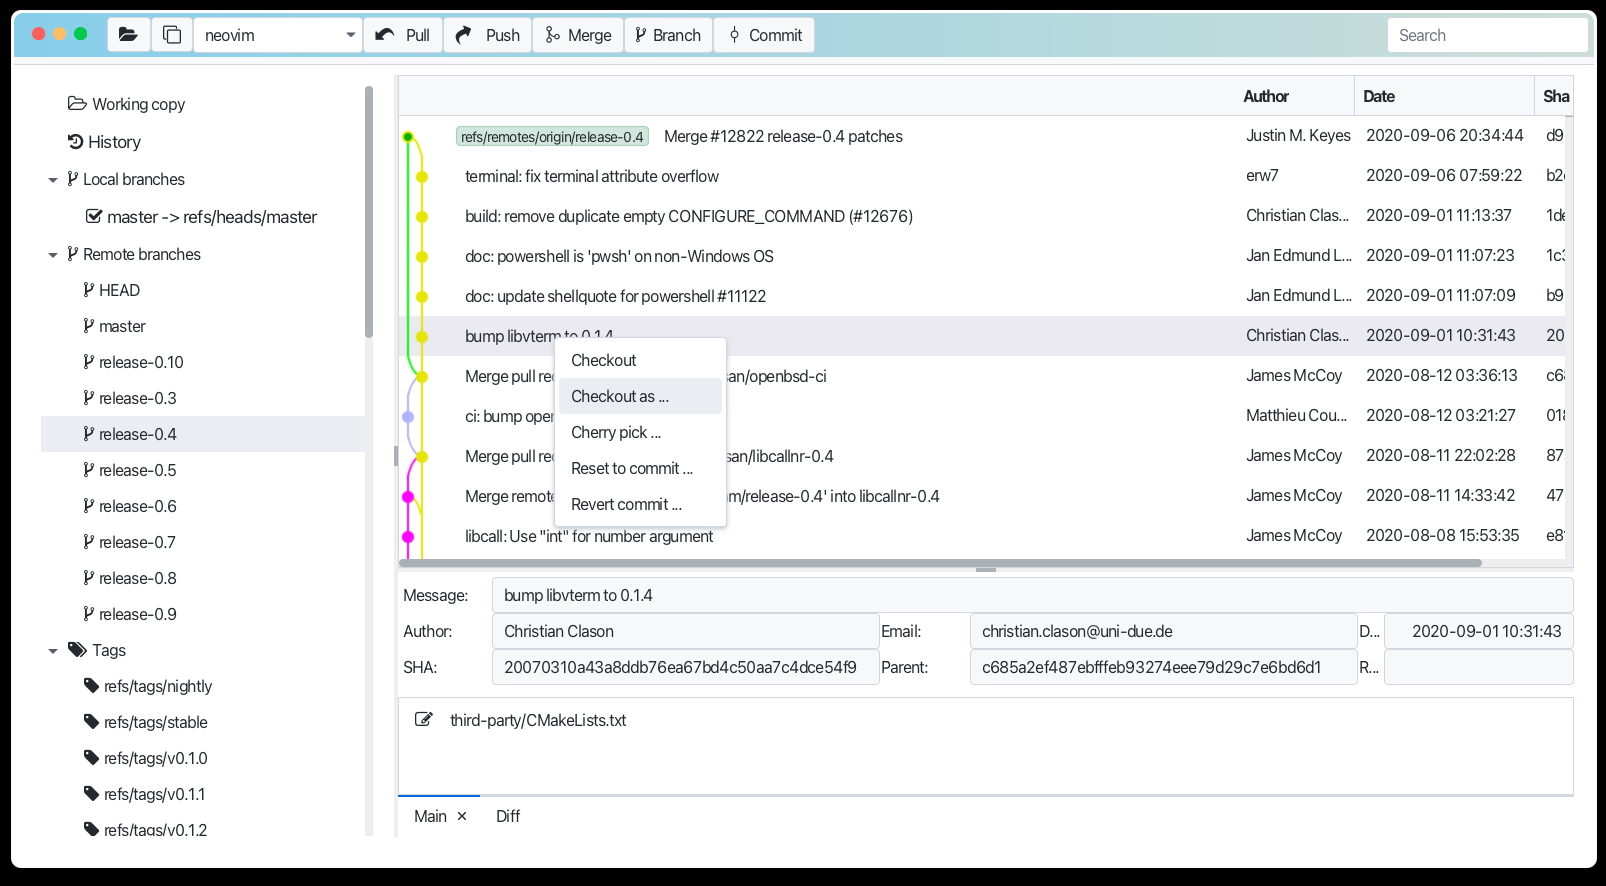 neovim Pull Push Merge Branch Commit Search
Working copy
History
Local branches
master -> refs/heads/master
Remote branches
HEAD
master
release-0.10
release-0.3
release-0.4
release-0.5
release-0.6
release-0.7
release-0.8
release-0.9
Tags
refs/tags/nightly
refs/tags/stable
refs/tags/v0.1.0
refs/tags/v0.1.1
refs/tags/v0.1.2
Author Date Sha
refs/remotes/origin/release-0.4 Merge #12822 release-0.4 patches Justin M. Keyes 2020-09-06 20:34:44 d9
terminal: fix terminal attribute overflow erw7 2020-09-06 07:59:22 b2
build: remove duplicate empty CONFIGURE_COMMAND (#12676) Christian Clas... 2020-09-01 11:13:37 1de
doc: powershell is 'pwsh' on non-Windows OS Jan Edmund L... 2020-09-01 11:07:23 1c3
doc: update shellquote for powershell #11122 Jan Edmund L... 2020-09-01 11:07:09 b9
bump libvterm to 0.1.4 Christian Clas... 2020-09-01 10:31:43 20
Merge pull re an/openbsd-ci James McCoy 2020-08-12 03:36:13 c68
ci: bump ope Matthieu Cou... 2020-08-12 03:21:27 018
Merge pull re an/libcallnr-0.4 James McCoy 2020-08-11 22:02:28 87
Merge remote m/release-0.4' into libcallnr-0.4 James McCoy 2020-08-11 14:33:42 47
libcall: Use "int" for number argument James McCoy 2020-08-08 15:53:35 e8
Checkout
Checkout as ...
Cherry pick ...
Reset to commit ...
Revert commit ...
Message: bump libvterm to 0.1.4
Author: Christian Clason Email: christian.clason@uni-due.de D... 2020-09-01 10:31:43
SHA: 20070310a43a8ddb76ea67bd4c50aa7c4dce54f9 Parent: c685a2ef487ebfffeb93274eee79d29c7e6bd6d1 R...
third-party/CMakeLists.txt
Main × Diff